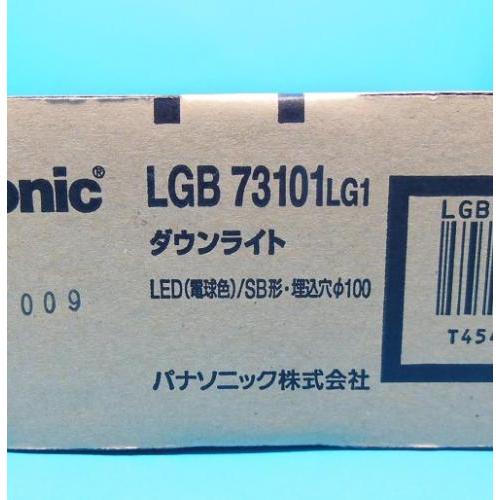 onic® LGB 73101LG1
ダウンライト
009
LED(電球色)/SB形・埋込穴φ100
パナソニック株式会社
LGB
T454